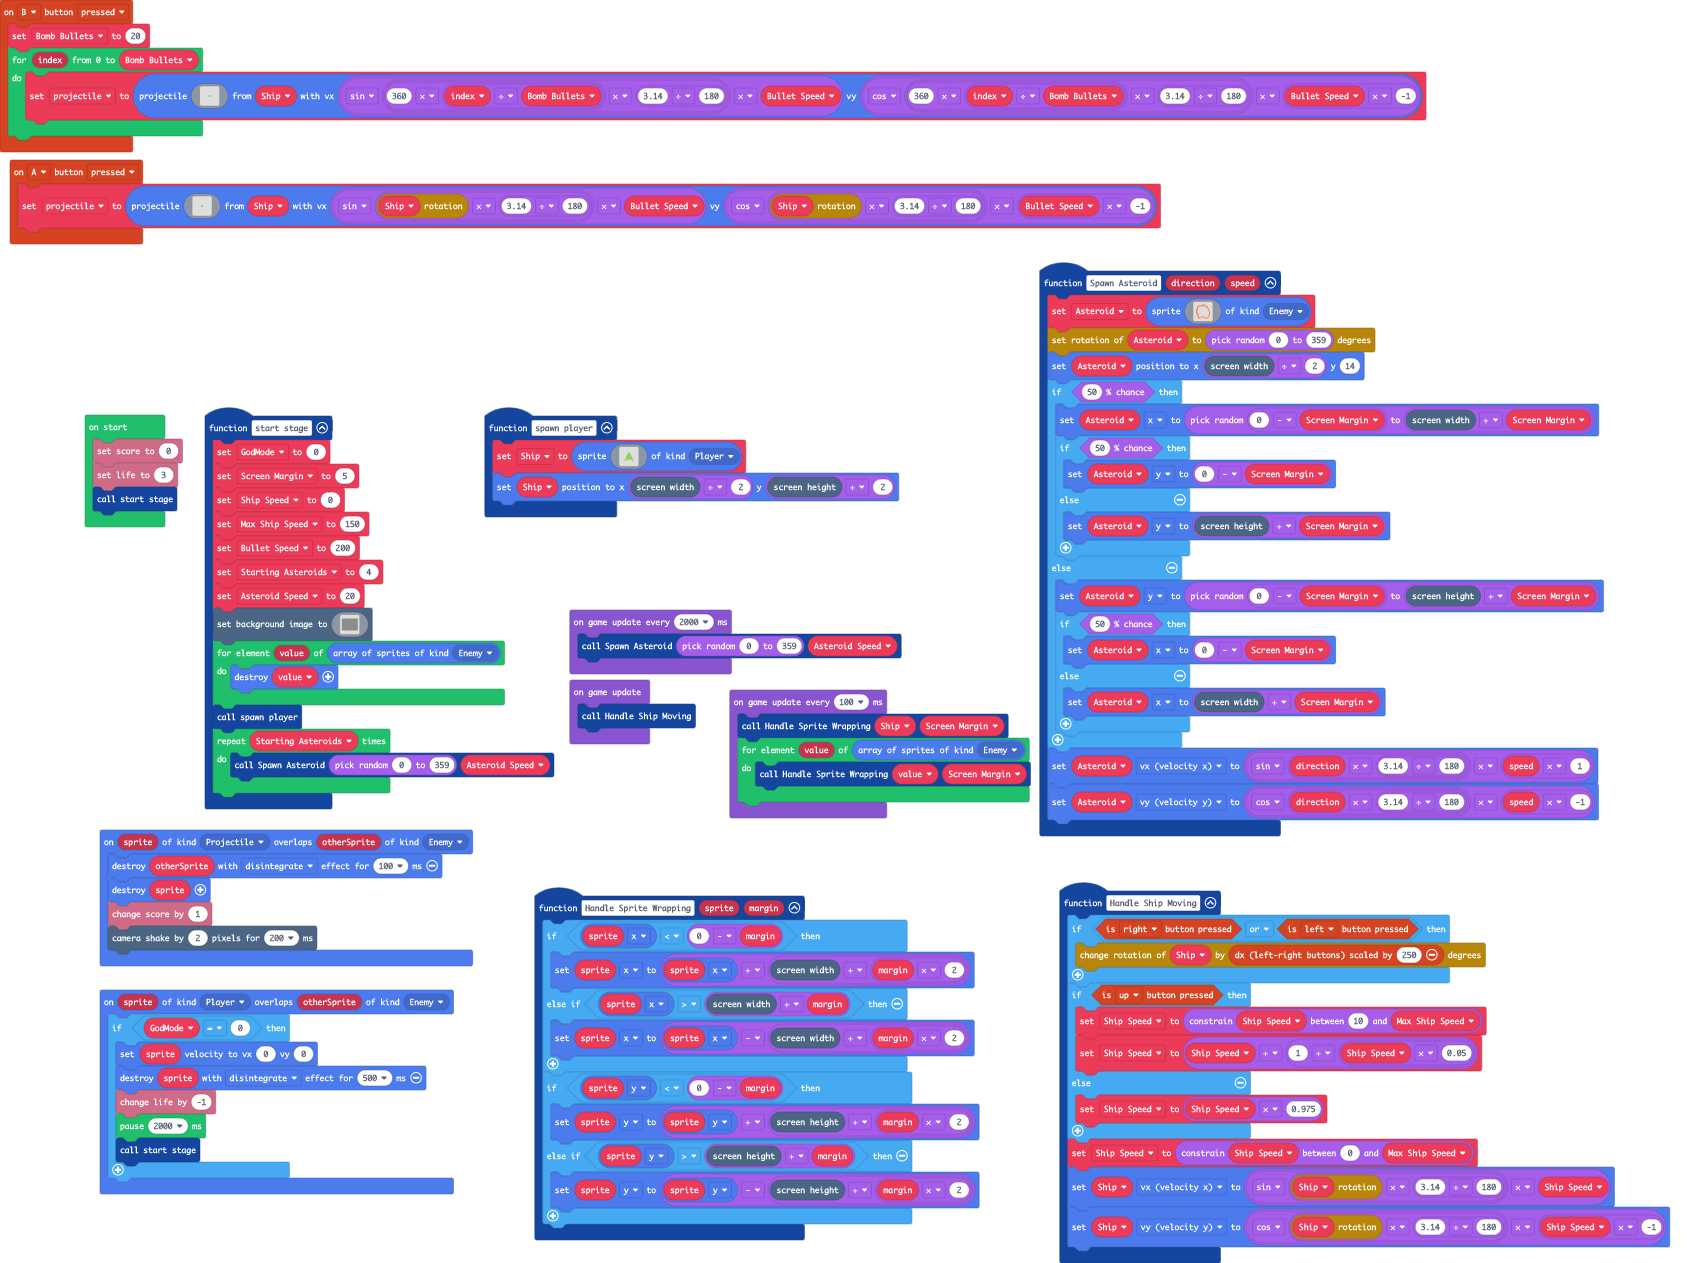 on B button pressed
set Bomb Bullets to 20
for index from 0 to Bomb Bullets
do
set projectile to projectile from Ship with vx sin 360 × index ÷ Bomb Bullets × 3.14 ÷ 180 × Bullet Speed vy cos 360 × index ÷ Bomb Bullets × 3.14 ÷ 180 × Bullet Speed × -1
on A button pressed
set projectile to projectile from Ship with vx sin Ship rotation × 3.14 ÷ 180 × Bullet Speed vy cos Ship rotation × 3.14 ÷ 180 × Bullet Speed × -1
function Spawn Asteroid direction speed
set Asteroid to sprite of kind Enemy
set rotation of Asteroid to pick random 0 to 359 degrees
set Asteroid position to x screen width ÷ 2 y 14
if 50 % chance then
set Asteroid x to pick random 0 - Screen Margin to screen width + Screen Margin
if 50 % chance then
set Asteroid y to 0 - Screen Margin
else
set Asteroid y to screen height + Screen Margin
else
set Asteroid y to pick random 0 - Screen Margin to screen height + Screen Margin
if 50 % chance then
set Asteroid x to 0 - Screen Margin
else
set Asteroid x to screen width + Screen Margin
set Asteroid vx (velocity x) to sin direction × 3.14 ÷ 180 × speed × 1
set Asteroid vy (velocity y) to cos direction × 3.14 ÷ 180 × speed × -1
on start
set score to 0
set life to 3
call start stage
function start stage
set GodMode to 0
set Screen Margin to 5
set Ship Speed to 0
set Max Ship Speed to 150
set Bullet Speed to 200
set Starting Asteroids to 4
set Asteroid Speed to 20
set background image to
for element value of array of sprites of kind Enemy
do
destroy value
call spawn player
repeat Starting Asteroids times
do
call Spawn Asteroid pick random 0 to 359 Asteroid Speed
function spawn player
set Ship to sprite of kind Player
set Ship position to x screen width ÷ 2 y screen height ÷ 2
on game update every 2000 ms
call Spawn Asteroid pick random 0 to 359 Asteroid Speed
on game update
call Handle Ship Moving
on game update every 100 ms
call Handle Sprite Wrapping Ship Screen Margin
for element value of array of sprites of kind Enemy
do
call Handle Sprite Wrapping value Screen Margin
on sprite of kind Projectile overlaps otherSprite of kind Enemy
destroy otherSprite with disintegrate effect for 100 ms
destroy sprite
change score by 1
camera shake by 2 pixels for 200 ms
on sprite of kind Player overlaps otherSprite of kind Enemy
if GodMode = 0 then
set sprite velocity to vx 0 vy 0
destroy sprite with disintegrate effect for 500 ms
change life by -1
pause 2000 ms
call start stage
function Handle Sprite Wrapping sprite margin
if sprite x < 0 - margin then
set sprite x to sprite x + screen width + margin × 2
else if sprite x > screen width + margin then
set sprite x to sprite x - screen width + margin × 2
if sprite y < 0 - margin then
set sprite y to sprite y + screen height + margin × 2
else if sprite y > screen height + margin then
set sprite y to sprite y - screen height + margin × 2
function Handle Ship Moving
if is right button pressed or is left button pressed then
change rotation of Ship by dx (left-right buttons) scaled by 250 degrees
if is up button pressed then
set Ship Speed to constrain Ship Speed between 10 and Max Ship Speed
set Ship Speed to Ship Speed + 1 + Ship Speed × 0.05
else
set Ship Speed to Ship Speed × 0.975
set Ship Speed to constrain Ship Speed between 0 and Max Ship Speed
set Ship vx (velocity x) to sin Ship rotation × 3.14 ÷ 180 × Ship Speed
set Ship vy (velocity y) to cos Ship rotation × 3.14 ÷ 180 × Ship Speed × -1